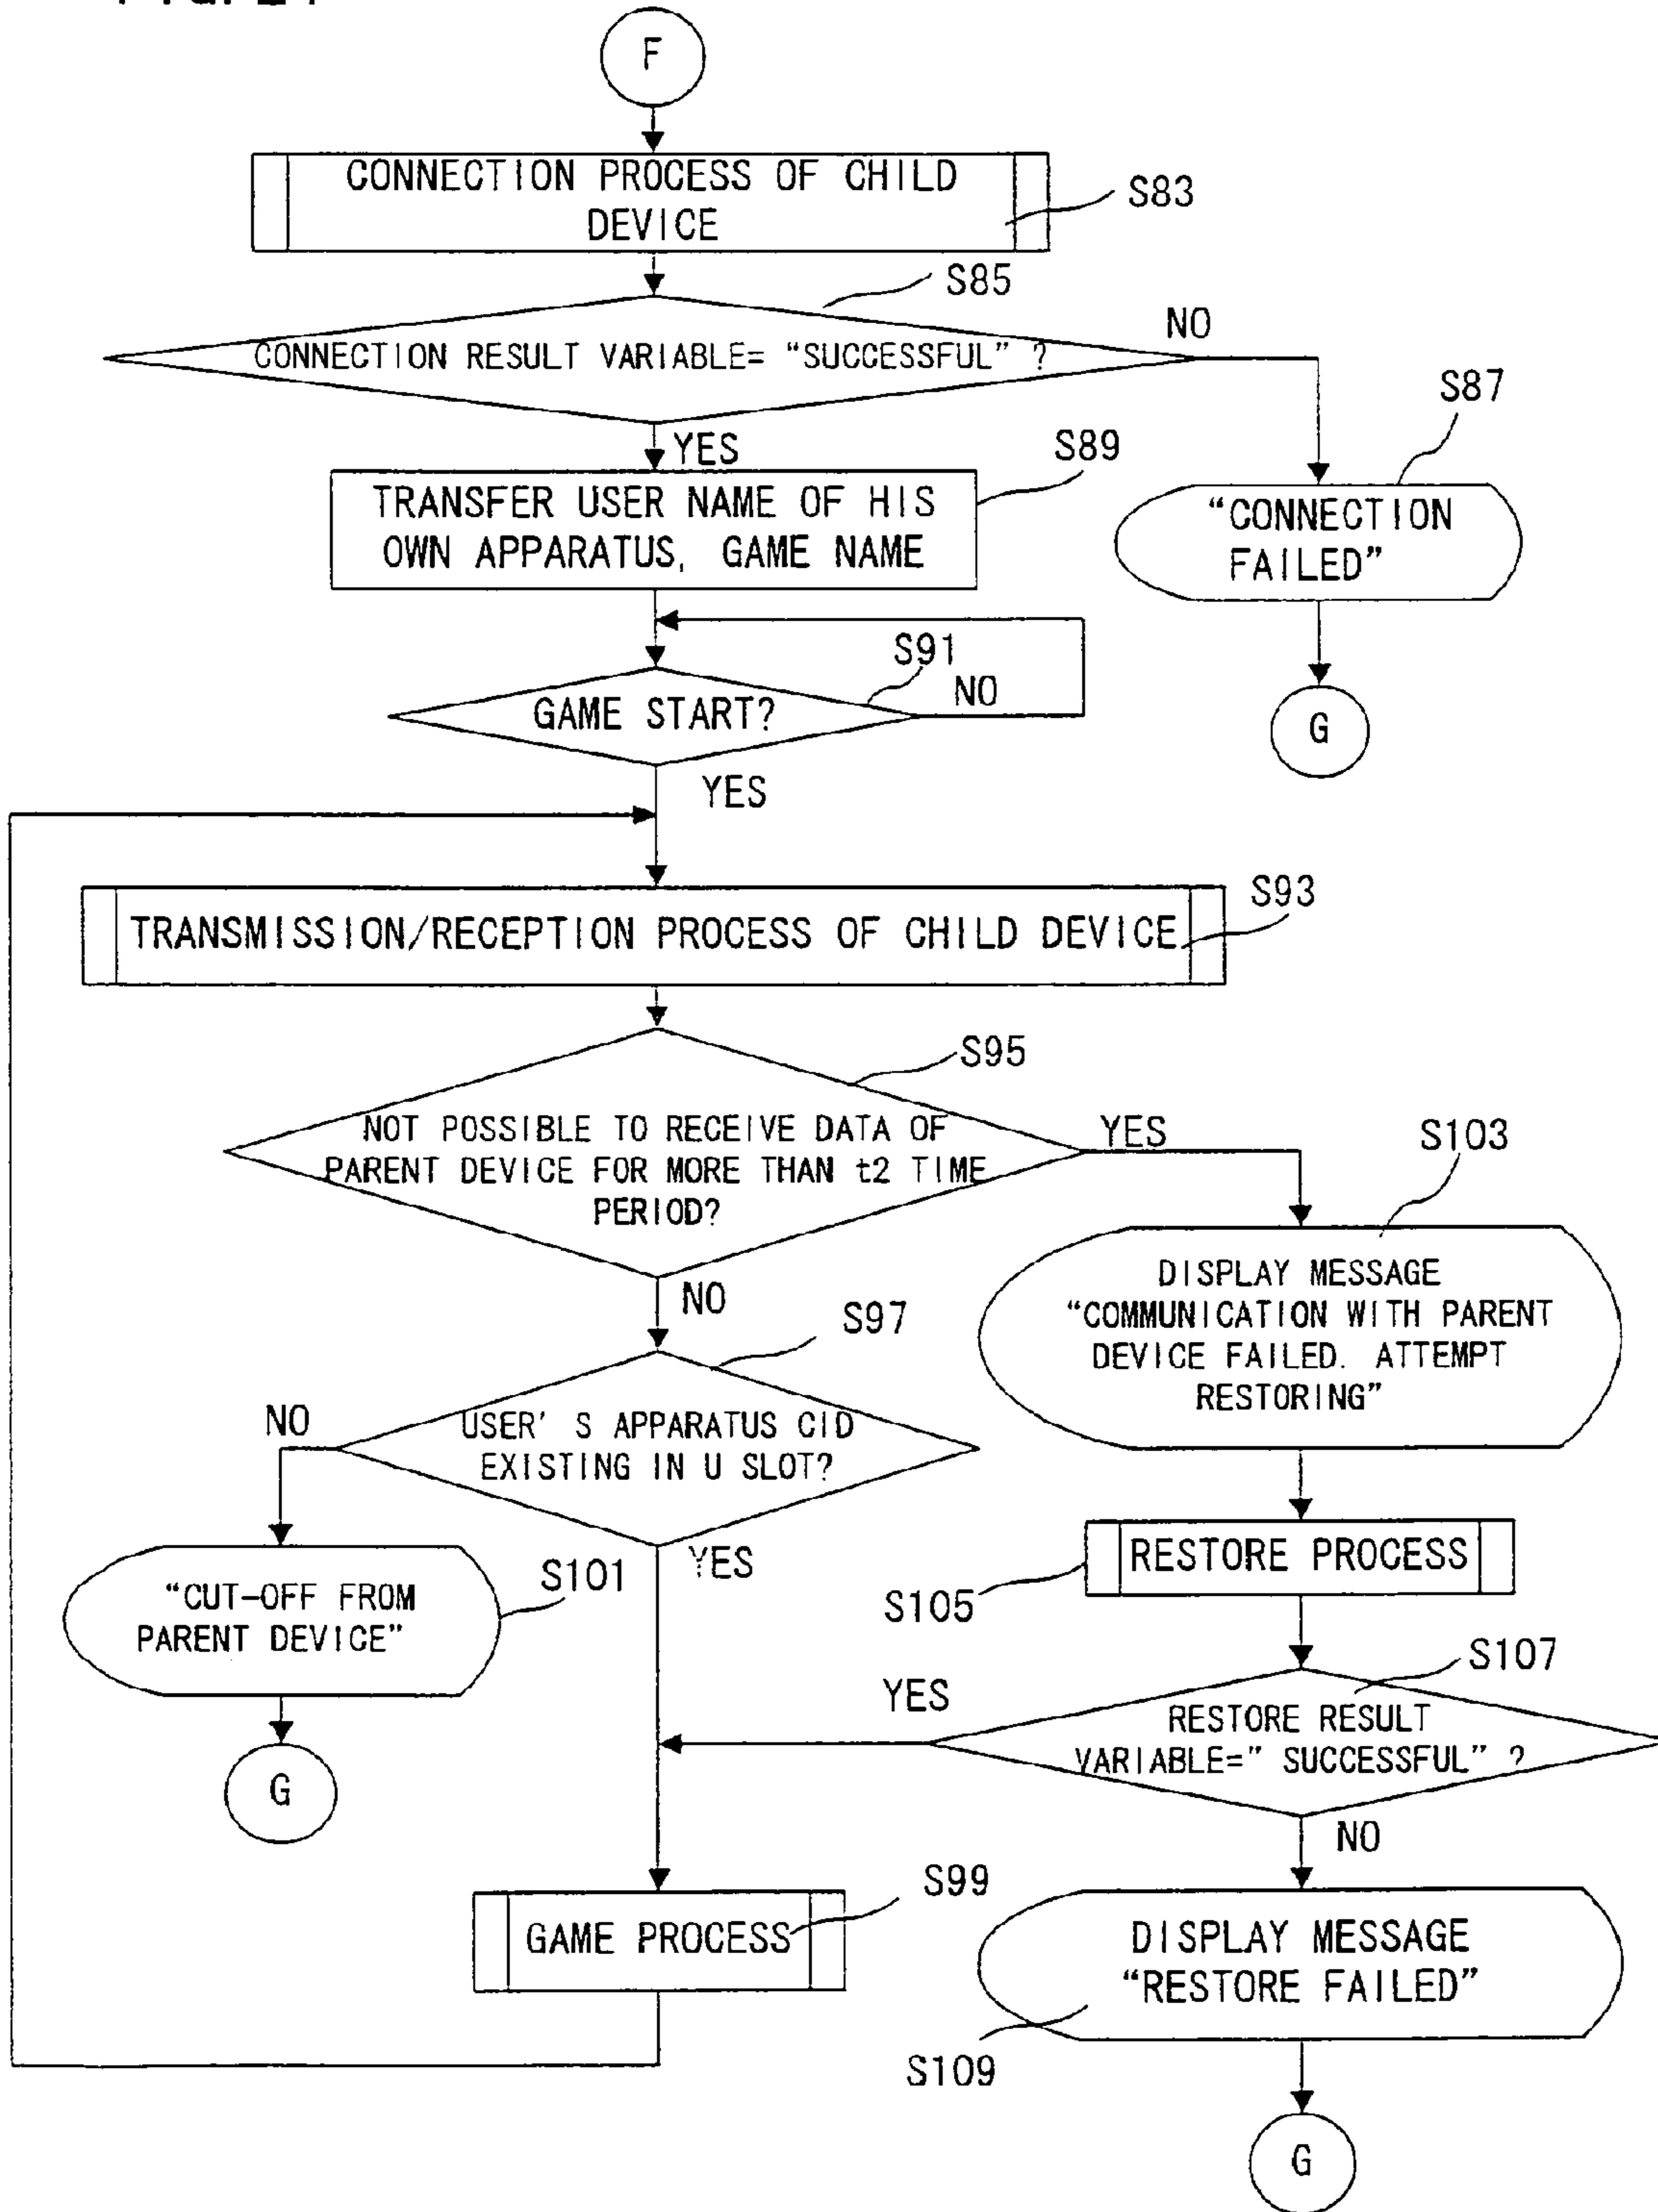 F
CONNECTION PROCESS OF CHILD
DEVICE
S83
S85
CONNECTION RESULT VARIABLE= “SUCCESSFUL” ?
NO
S87
YES
S89
TRANSFER USER NAME OF HIS
OWN APPARATUS, GAME NAME
“CONNECTION
FAILED”
S91
GAME START?
NO
G
YES
S93
TRANSMISSION/RECEPTION PROCESS OF CHILD DEVICE
S95
NOT POSSIBLE TO RECEIVE DATA OF
PARENT DEVICE FOR MORE THAN t2 TIME
PERIOD?
YES
S103
NO
S97
DISPLAY MESSAGE
“COMMUNICATION WITH PARENT
DEVICE FAILED. ATTEMPT
RESTORING”
NO
USER' S APPARATUS CID
EXISTING IN U SLOT?
YES
S101
“CUT-OFF FROM
PARENT DEVICE”
RESTORE PROCESS
S105
S107
YES
RESTORE RESULT
VARIABLE=” SUCCESSFUL” ?
G
NO
S99
GAME PROCESS
DISPLAY MESSAGE
“RESTORE FAILED”
S109
G